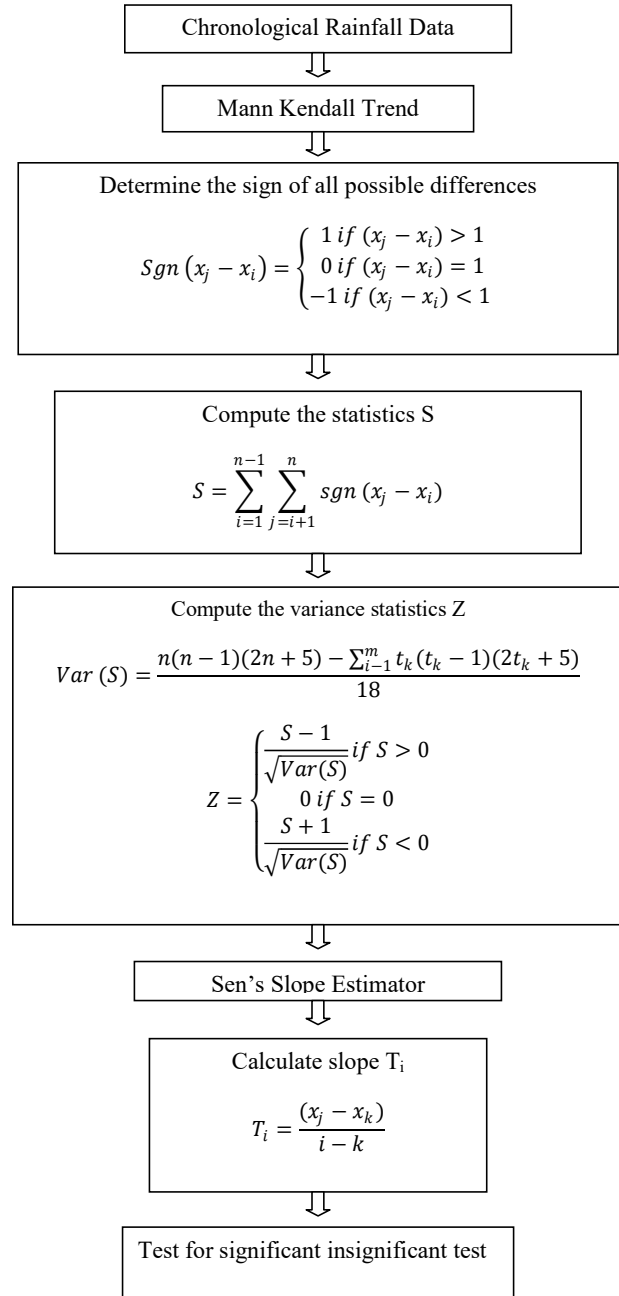 Chronological Rainfall Data
Mann Kendall Trend
Determine the sign of all possible differences
Sgn (x_j − x_i) = { 1 if (x_j − x_i) > 1
0 if (x_j − x_i) = 1
−1 if (x_j − x_i) < 1
Compute the statistics S
S = ∑_{i=1}^{n−1} ∑_{j=i+1}^{n} sgn (x_j − x_i)
Compute the variance statistics Z
Var (S) = (n(n − 1)(2n + 5) − ∑_{i−1}^{m} t_k(t_k − 1)(2t_k + 5)) / 18
Z = { (S − 1) / √Var(S) if S > 0
0 if S = 0
(S + 1) / √Var(S) if S < 0
Sen's Slope Estimator
Calculate slope T_i
T_i = (x_j − x_k) / (i − k)
Test for significant insignificant test